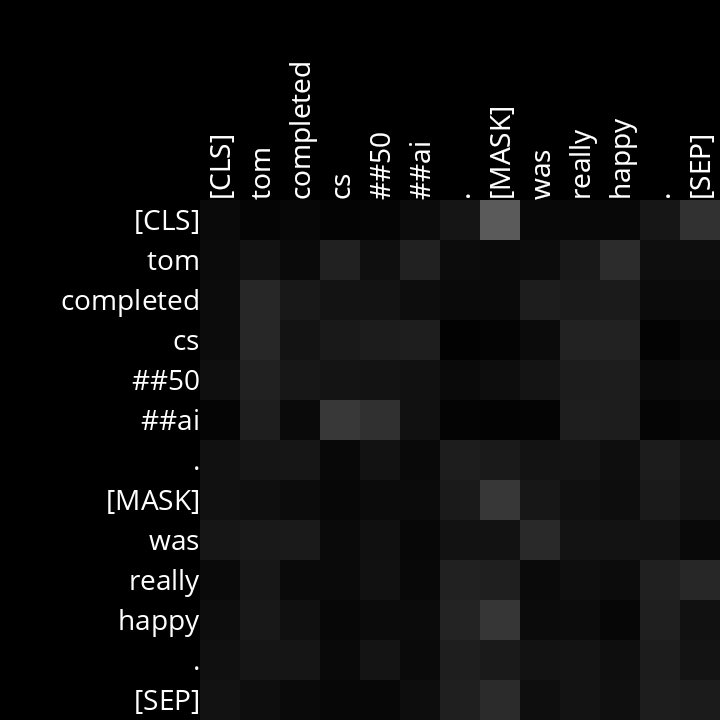 [CLS] tom completed cs ##50 ##ai . [MASK] was really happy . [SEP]
[CLS]
tom
completed
cs
##50
##ai
.
[MASK]
was
really
happy
.
[SEP]